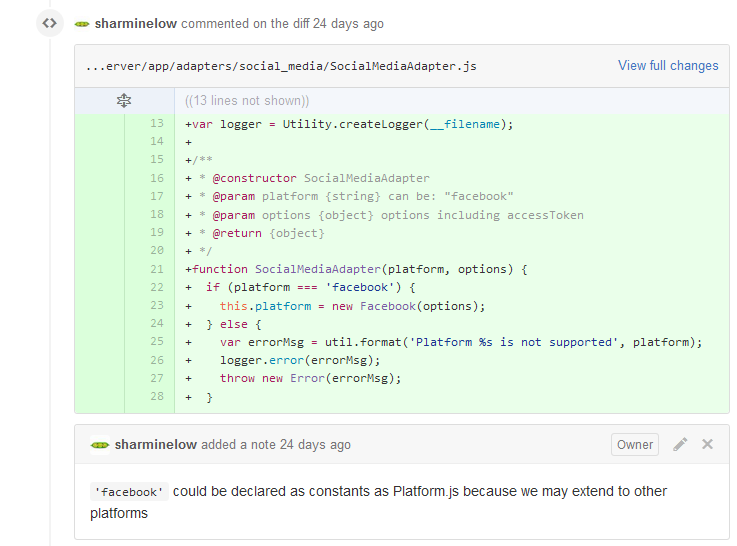 sharminelow commented on the diff 24 days ago
...erver/app/adapters/social_media/SocialMediaAdapter.js View full changes
((13 lines not shown))
13 +var logger = Utility.createLogger(__filename);
14 +
15 +/**
16 + * @constructor SocialMediaAdapter
17 + * @param platform {string} can be: "facebook"
18 + * @param options {object} options including accessToken
19 + * @return {object}
20 + */
21 +function SocialMediaAdapter(platform, options) {
22 +  if (platform === 'facebook') {
23 +    this.platform = new Facebook(options);
24 +  } else {
25 +    var errorMsg = util.format('Platform %s is not supported', platform);
26 +    logger.error(errorMsg);
27 +    throw new Error(errorMsg);
28 +  }
sharminelow added a note 24 days ago Owner
'facebook' could be declared as constants as Platform.js because we may extend to other
platforms